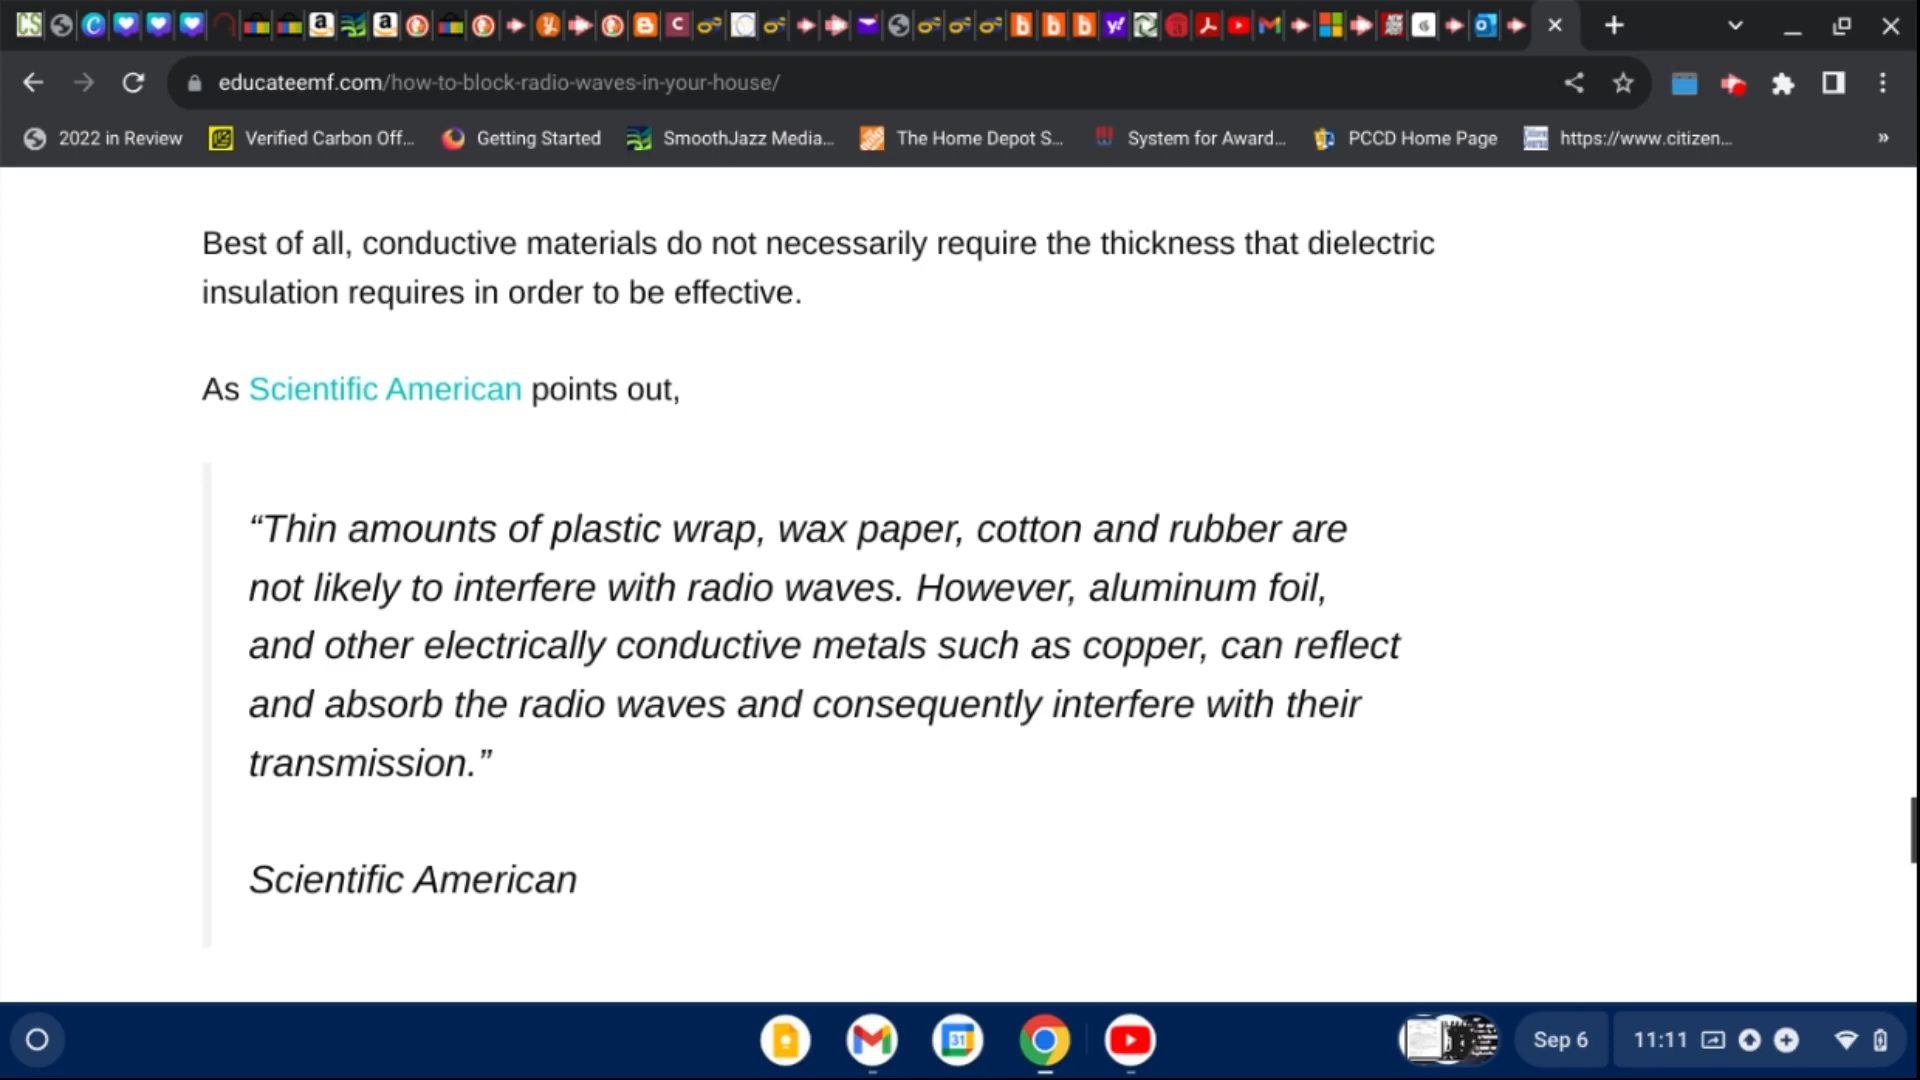 educateemf.com/how-to-block-radio-waves-in-your-house/
2022 in Review
Verified Carbon Off...
Getting Started
SmoothJazz Media...
The Home Depot S...
System for Award...
PCCD Home Page
https://www.citizen...
»
Best of all, conductive materials do not necessarily require the thickness that dielectric
insulation requires in order to be effective.
As Scientific American points out,
“Thin amounts of plastic wrap, wax paper, cotton and rubber are
not likely to interfere with radio waves. However, aluminum foil,
and other electrically conductive metals such as copper, can reflect
and absorb the radio waves and consequently interfere with their
transmission.”
Scientific American
31
Sep 6
11:11